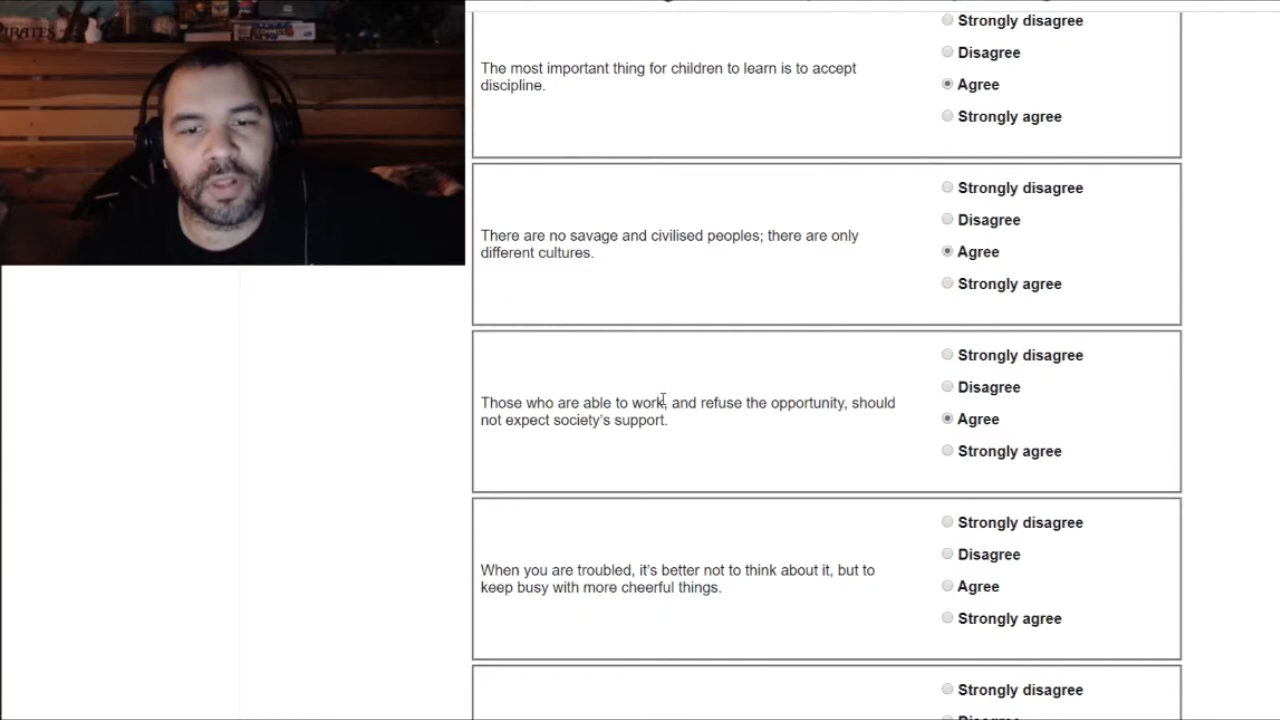 PIRATES
CONNECT
Strongly disagree
The most important thing for children to learn is to accept
discipline.
Disagree
Agree
Strongly agree
There are no savage and civilised peoples; there are only
different cultures.
Strongly disagree
Disagree
Agree
Strongly agree
Those who are able to work, and refuse the opportunity, should
not expect society's support.
Strongly disagree
Disagree
Agree
Strongly agree
When you are troubled, it's better not to think about it, but to
keep busy with more cheerful things.
Strongly disagree
Disagree
Agree
Strongly agree
Strongly disagree